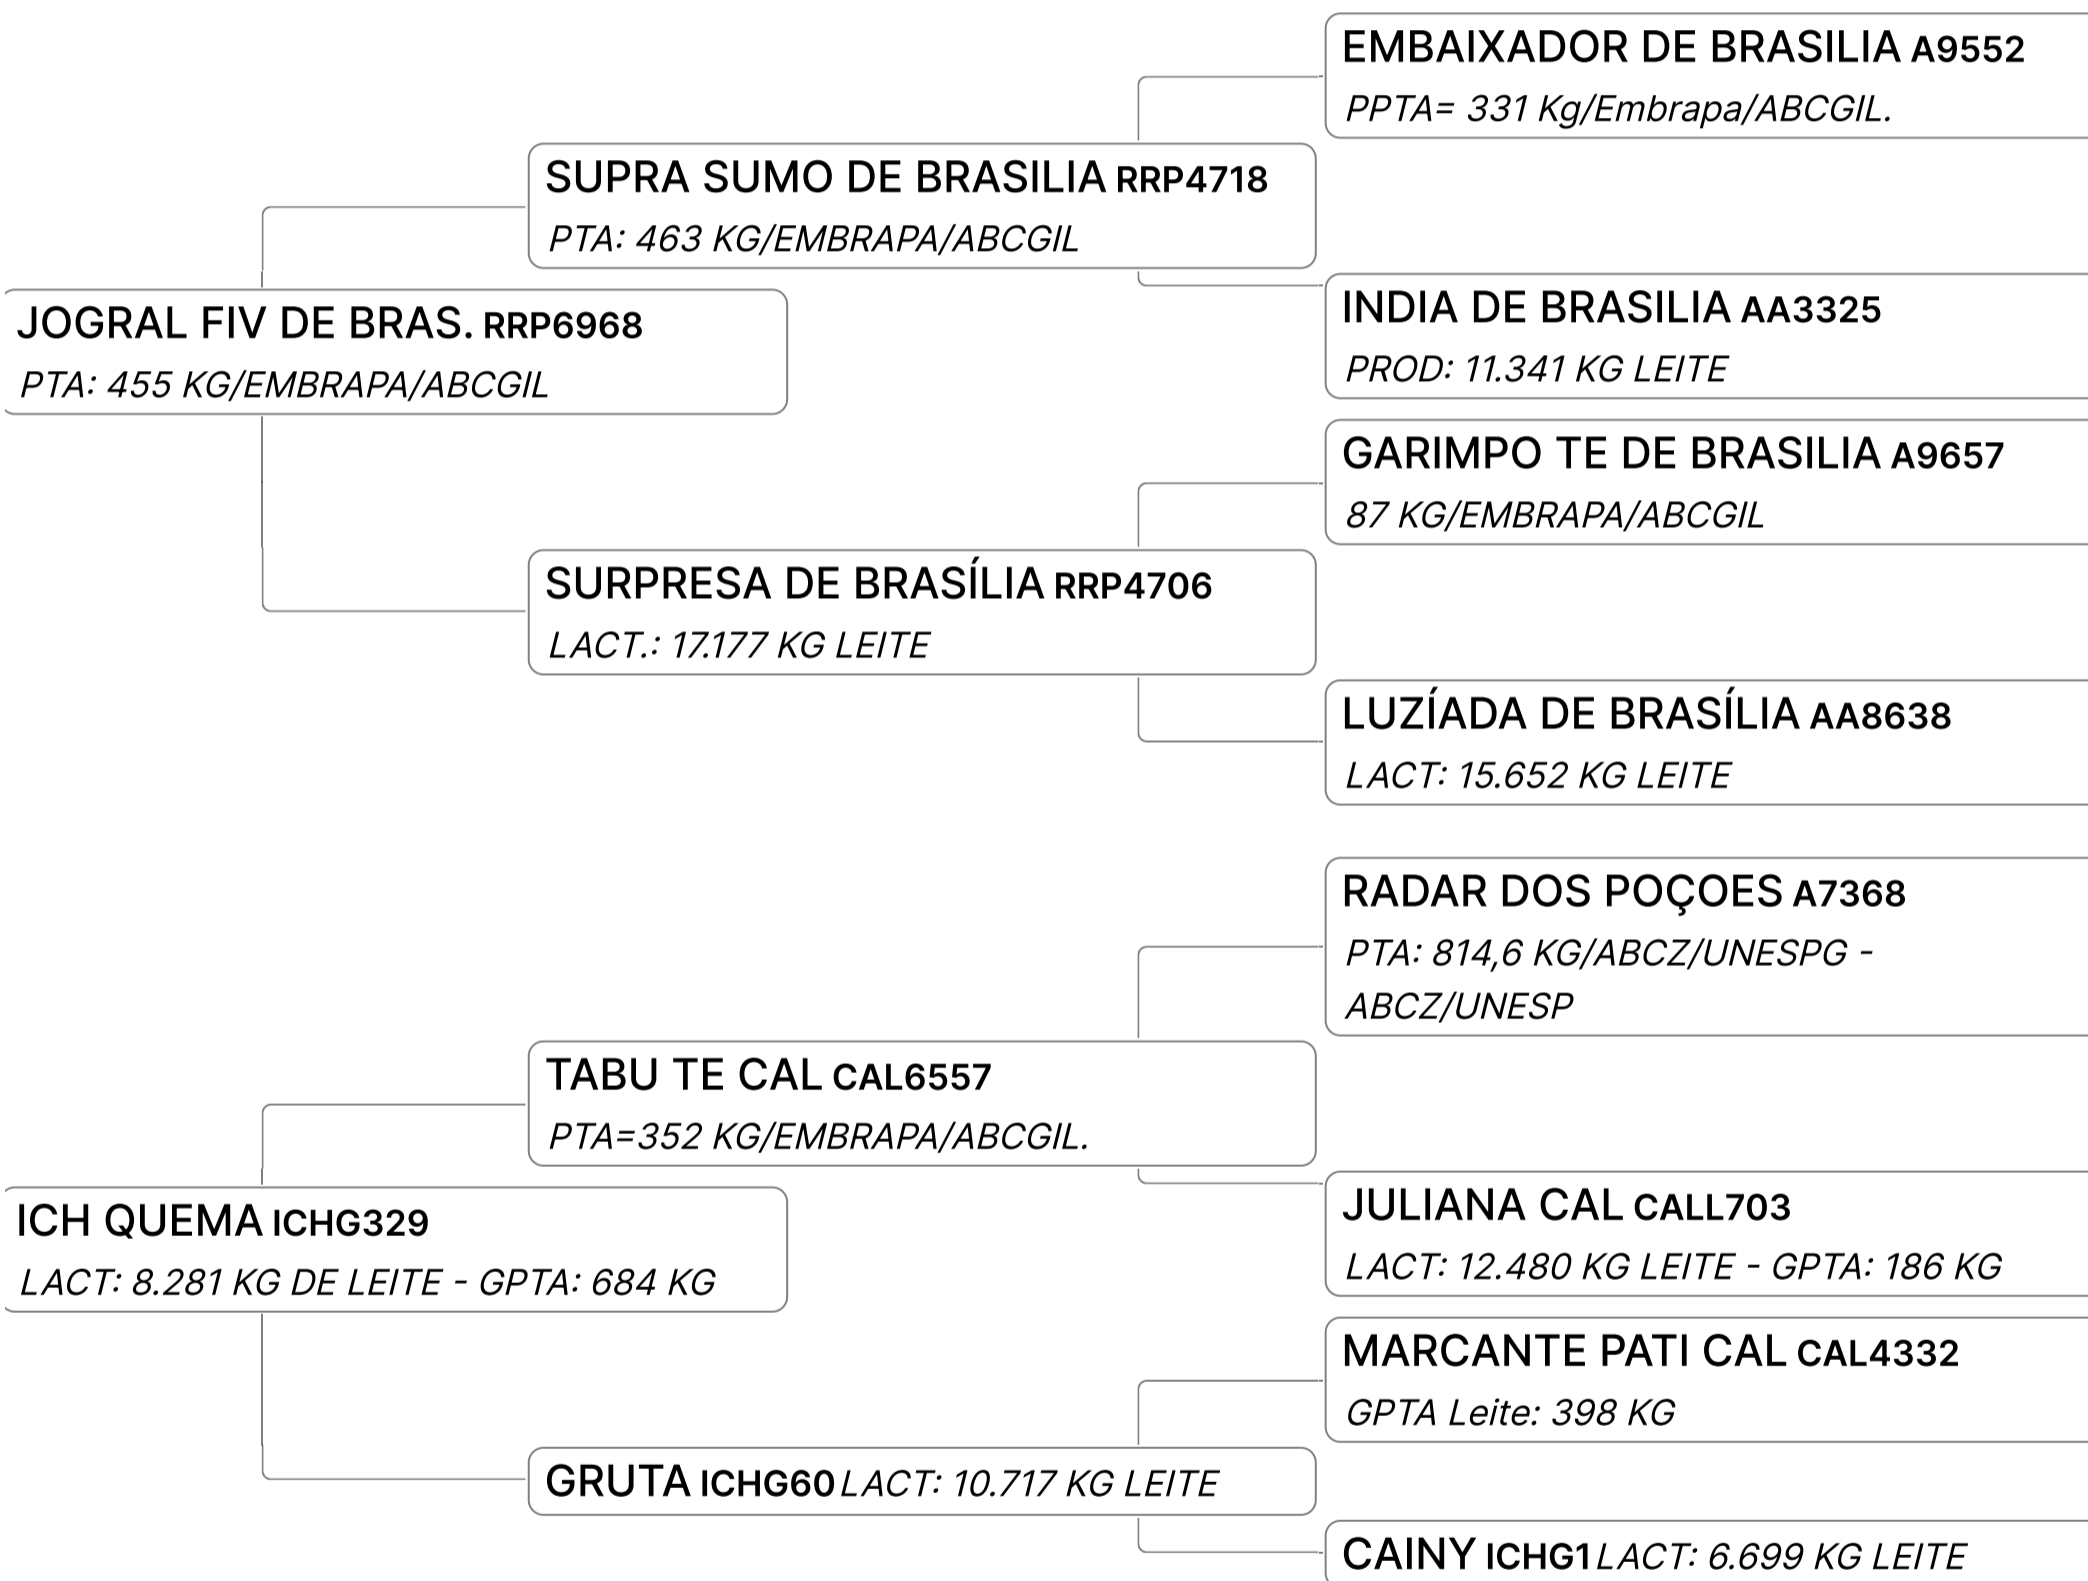 EMBAIXADOR DE BRASILIA A9552
PPTA= 331 Kg/Embrapa/ABCGIL.
SUPRA SUMO DE BRASILIA RRP4718
PTA: 463 KG/EMBRAPA/ABCGIL
INDIA DE BRASILIA AA3325
PROD: 11.341 KG LEITE
JOGRAL FIV DE BRAS. RRP6968
PTA: 455 KG/EMBRAPA/ABCGIL
GARIMPO TE DE BRASILIA A9657
87 KG/EMBRAPA/ABCGIL
SURPRESA DE BRASÍLIA RRP4706
LACT.: 17.177 KG LEITE
LUZÍADA DE BRASÍLIA AA8638
LACT: 15.652 KG LEITE
RADAR DOS POÇOES A7368
PTA: 814,6 KG/ABCZ/UNESPG -
ABCZ/UNESP
TABU TE CAL CAL6557
PTA=352 KG/EMBRAPA/ABCGIL.
JULIANA CAL CALL703
LACT: 12.480 KG LEITE - GPTA: 186 KG
ICH QUEMA ICHG329
LACT: 8.281 KG DE LEITE - GPTA: 684 KG
MARCANTE PATI CAL CAL4332
GPTA Leite: 398 KG
GRUTA ICHG60 LACT: 10.717 KG LEITE
CAINY ICHG1 LACT: 6.699 KG LEITE